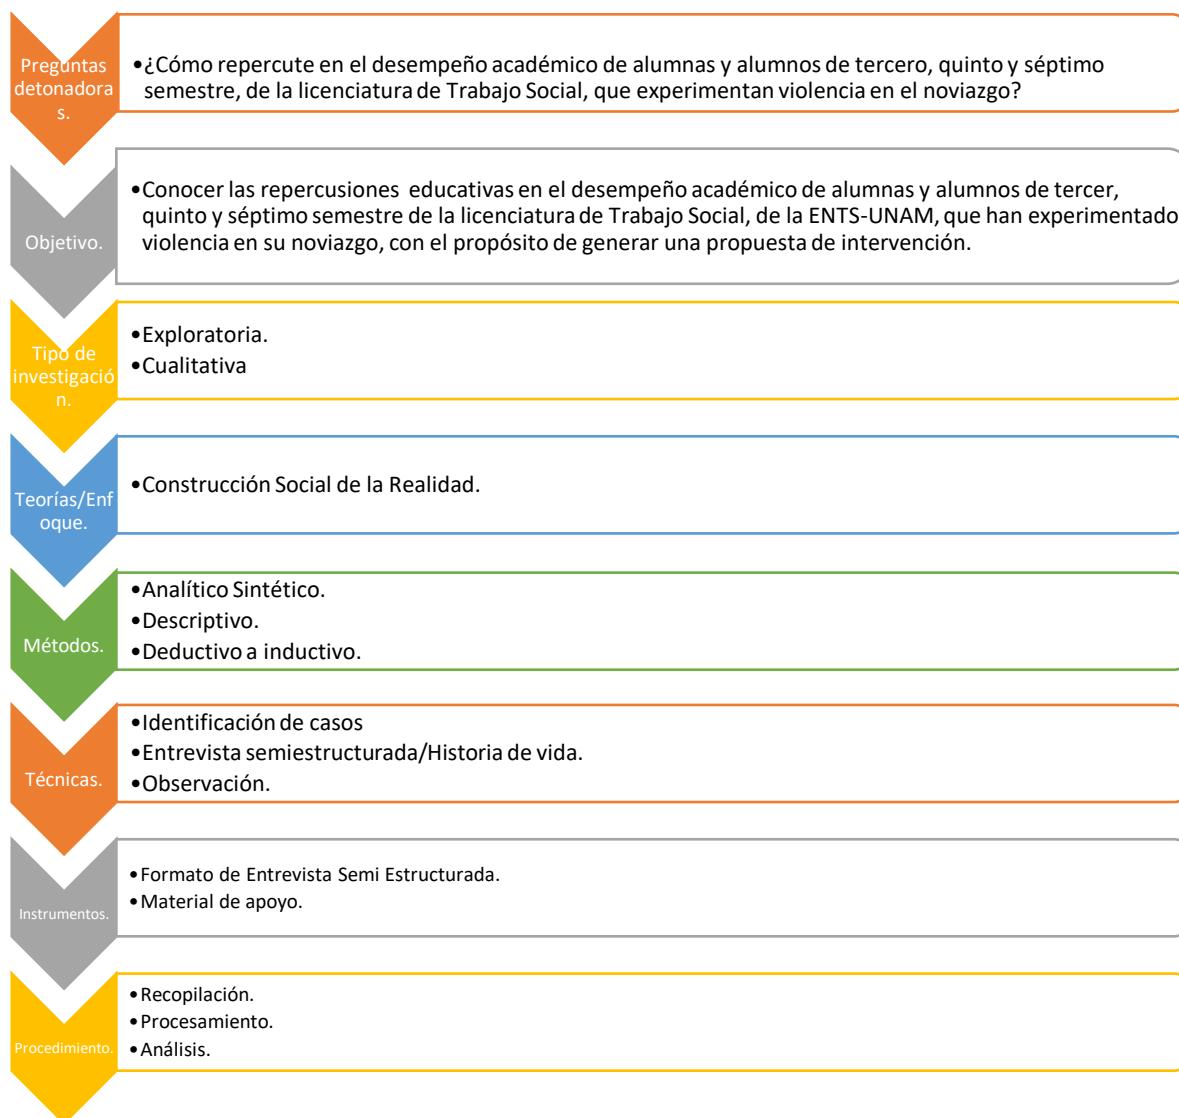 Preguntas
detonadora
s.
•¿Cómo repercute en el desempeño académico de alumnas y alumnos de tercero, quinto y séptimo
semestre, de la licenciatura de Trabajo Social, que experimentan violencia en el noviazgo?
Objetivo.
•Conocer las repercusiones educativas en el desempeño académico de alumnas y alumnos de tercer,
quinto y séptimo semestre de la licenciatura de Trabajo Social, de la ENTS-UNAM, que han experimentado
violencia en su noviazgo, con el propósito de generar una propuesta de intervención.
Tipo de
investigació
n.
•Exploratoria.
•Cualitativa
Teorías/Enf
oque.
•Construcción Social de la Realidad.
Métodos.
•Analítico Sintético.
•Descriptivo.
•Deductivo a inductivo.
Técnicas.
•Identificación de casos
•Entrevista semiestructurada/Historia de vida.
•Observación.
Instrumentos.
•Formato de Entrevista Semi Estructurada.
•Material de apoyo.
Procedimiento.
•Recopilación.
•Procesamiento.
•Análisis.